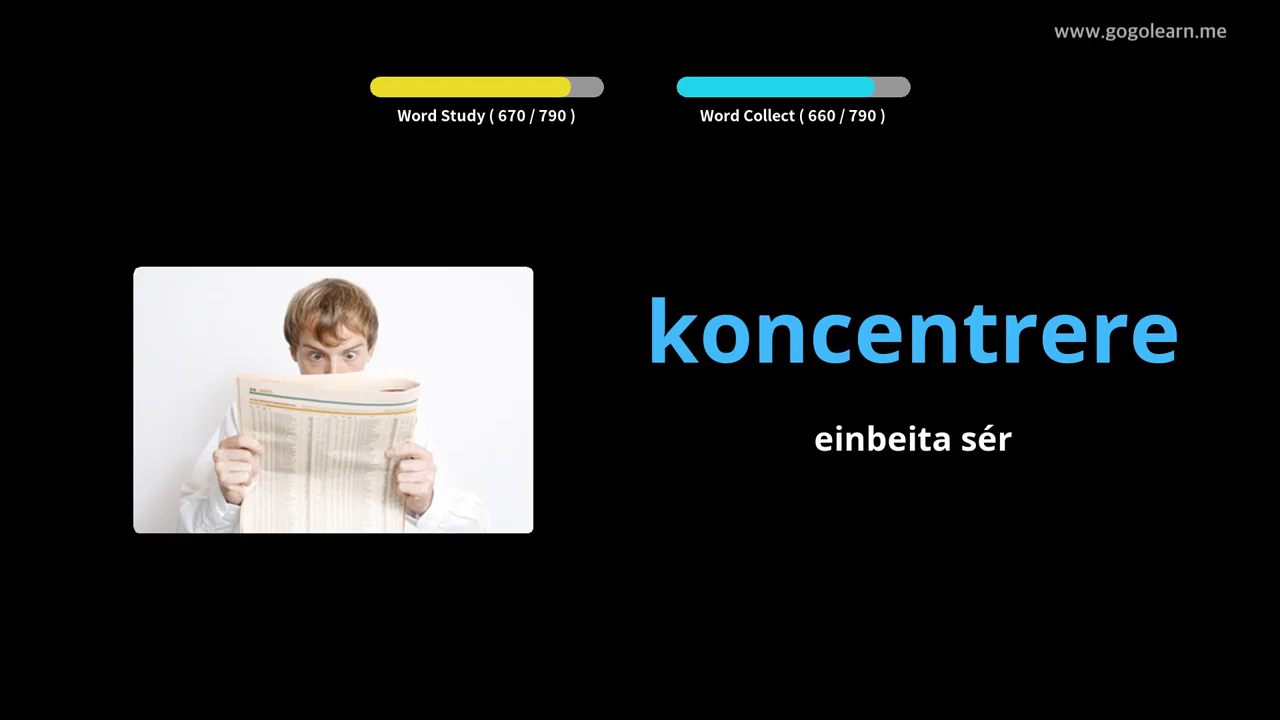 www.gogolearn.me
Word Study ( 670 / 790 )
Word Collect ( 660 / 790 )
koncentrere
einbeita sér